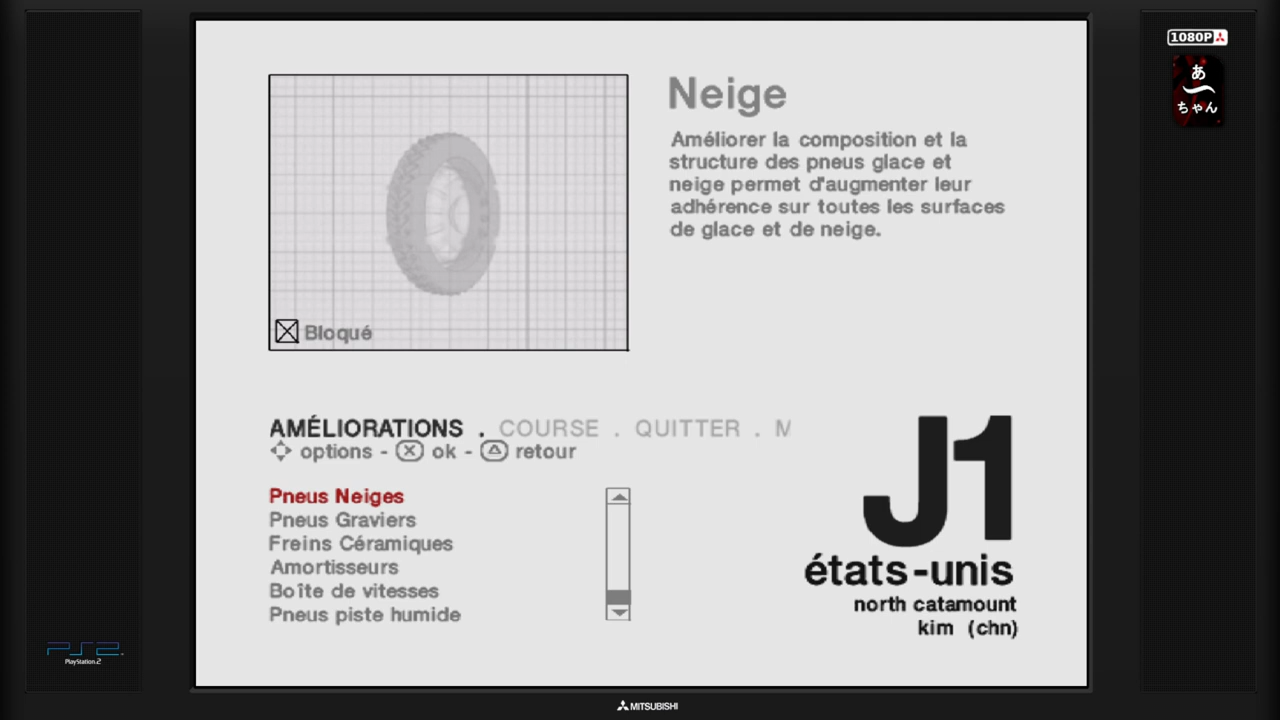 1080P
あ
ーちゃん
Neige
Améliorer la composition et la
structure des pneus glace et
neige permet d'augmenter leur
adhérence sur toutes les surfaces
de glace et de neige.
Bloqué
AMÉLIORATIONS . COURSE . QUITTER . M
options - ok - retour
Pneus Neiges
Pneus Graviers
Freins Céramiques
Amortisseurs
Boîte de vitesses
Pneus piste humide
J1
états-unis
north catamount
kim (chn)
PS2
PlayStation.2
MITSUBISHI